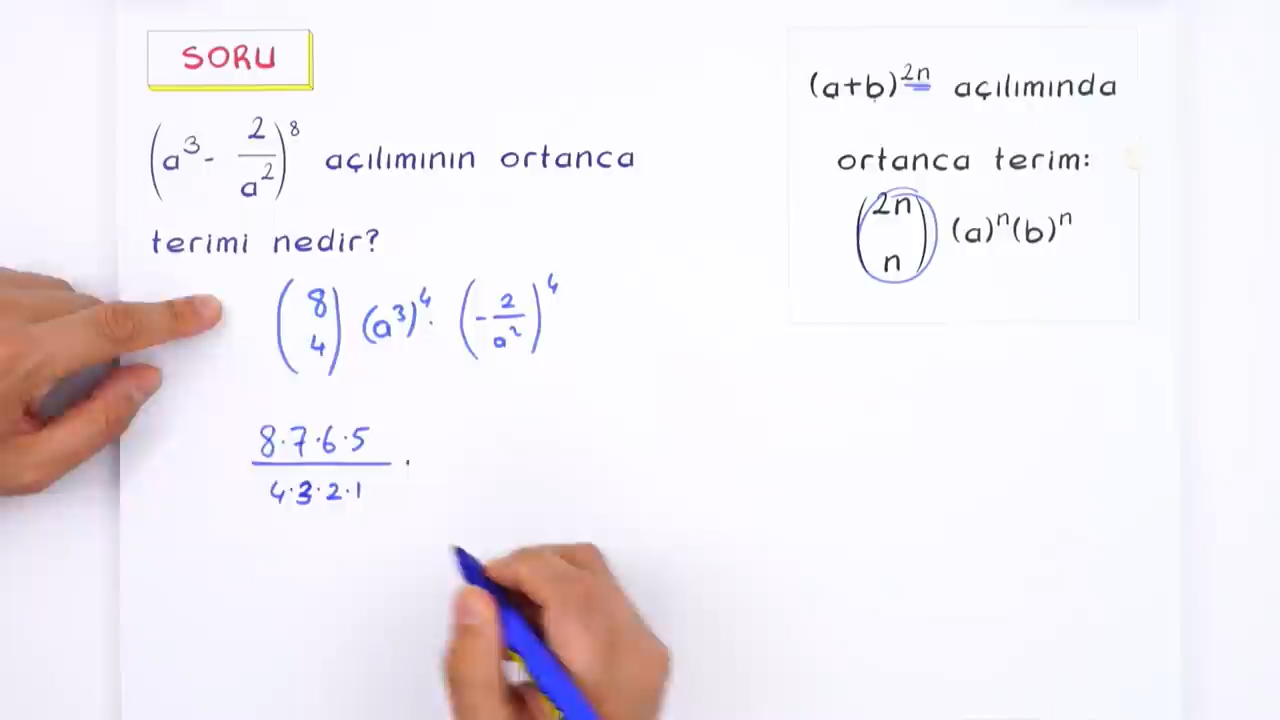 SORU
(a³ - 2/a²)⁸ açılımının ortanca
terimi nedir?
(8 4) (a³)⁴ · (-2/a²)⁴
8·7·6·5 / 4·3·2·1 ·
(a+b)²ⁿ açılımında
ortanca terim:
(2n n) (a)ⁿ(b)ⁿ